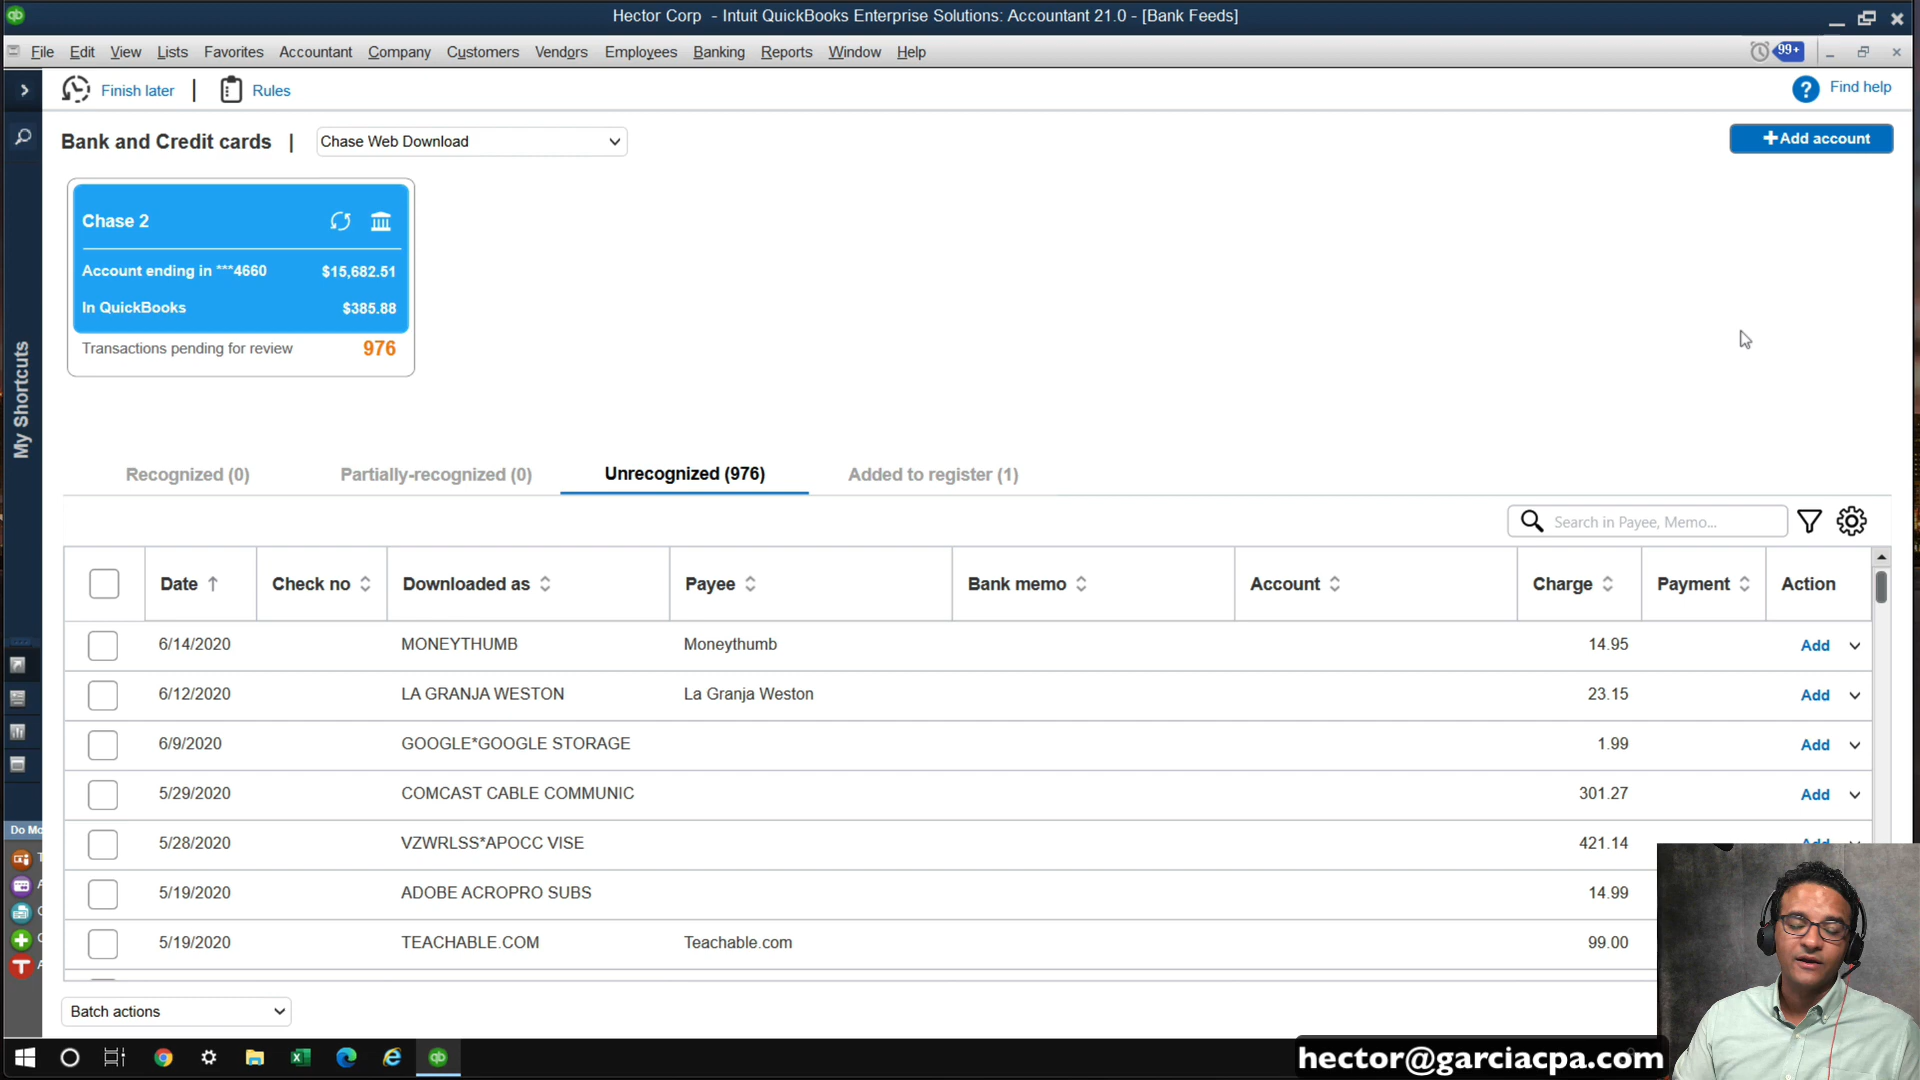 qb Hector Corp - Intuit QuickBooks Enterprise Solutions: Accountant 21.0 - [Bank Feeds]
File Edit View Lists Favorites Accountant Company Customers Vendors Employees Banking Reports Window Help 99+
Finish later | Rules ? Find help
Bank and Credit cards | Chase Web Download +Add account
Chase 2
Account ending in ***4660 $15,682.51
In QuickBooks $385.88
Transactions pending for review 976
My Shortcuts
Recognized (0) Partially-recognized (0) Unrecognized (976) Added to register (1)
Search in Payee, Memo...
Date Check no Downloaded as Payee Bank memo Account Charge Payment Action
6/14/2020 MONEYTHUMB Moneythumb 14.95 Add
6/12/2020 LA GRANJA WESTON La Granja Weston 23.15 Add
6/9/2020 GOOGLE*GOOGLE STORAGE 1.99 Add
5/29/2020 COMCAST CABLE COMMUNIC 301.27 Add
5/28/2020 VZWRLSS*APOCC VISE 421.14
5/19/2020 ADOBE ACROPRO SUBS 14.99
5/19/2020 TEACHABLE.COM Teachable.com 99.00
Do Mo
Batch actions
hector@garciacpa.com